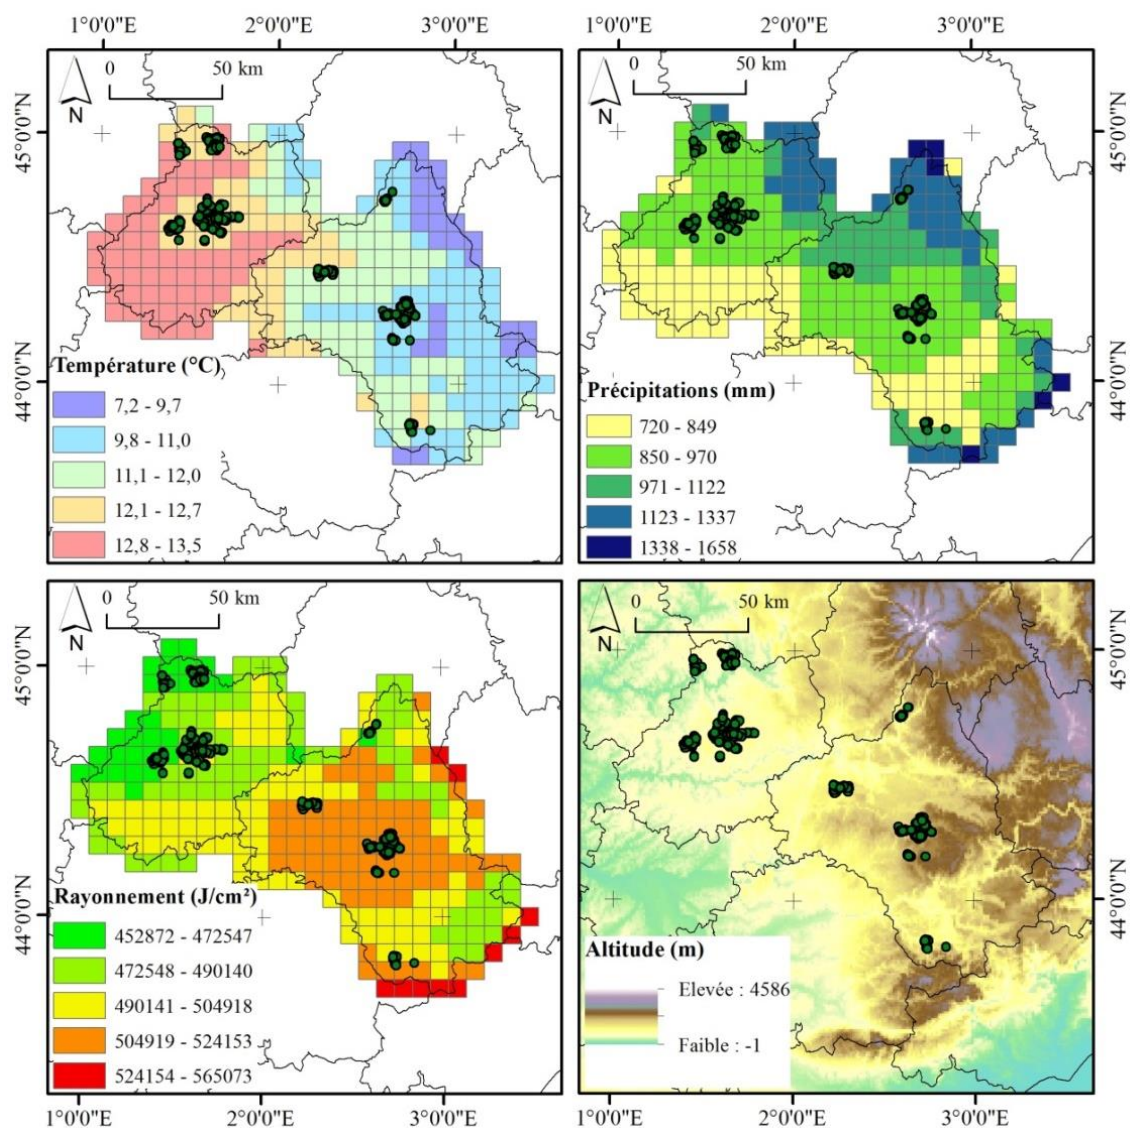 1°0'0"E 2°0'0"E 3°0'0"E
1°0'0"E 2°0'0"E 3°0'0"E
0 50 km
N
45°0'0"N
44°0'0"N
Température (°C)
7,2 - 9,7
9,8 - 11,0
11,1 - 12,0
12,1 - 12,7
12,8 - 13,5
0 50 km
N
45°0'0"N
44°0'0"N
Précipitations (mm)
720 - 849
850 - 970
971 - 1122
1123 - 1337
1338 - 1658
0 50 km
N
45°0'0"N
44°0'0"N
Rayonnement (J/cm²)
452872 - 472547
472548 - 490140
490141 - 504918
504919 - 524153
524154 - 565073
0 50 km
N
45°0'0"N
44°0'0"N
Altitude (m)
Elevée : 4586
Faible : -1
1°0'0"E 2°0'0"E 3°0'0"E
1°0'0"E 2°0'0"E 3°0'0"E